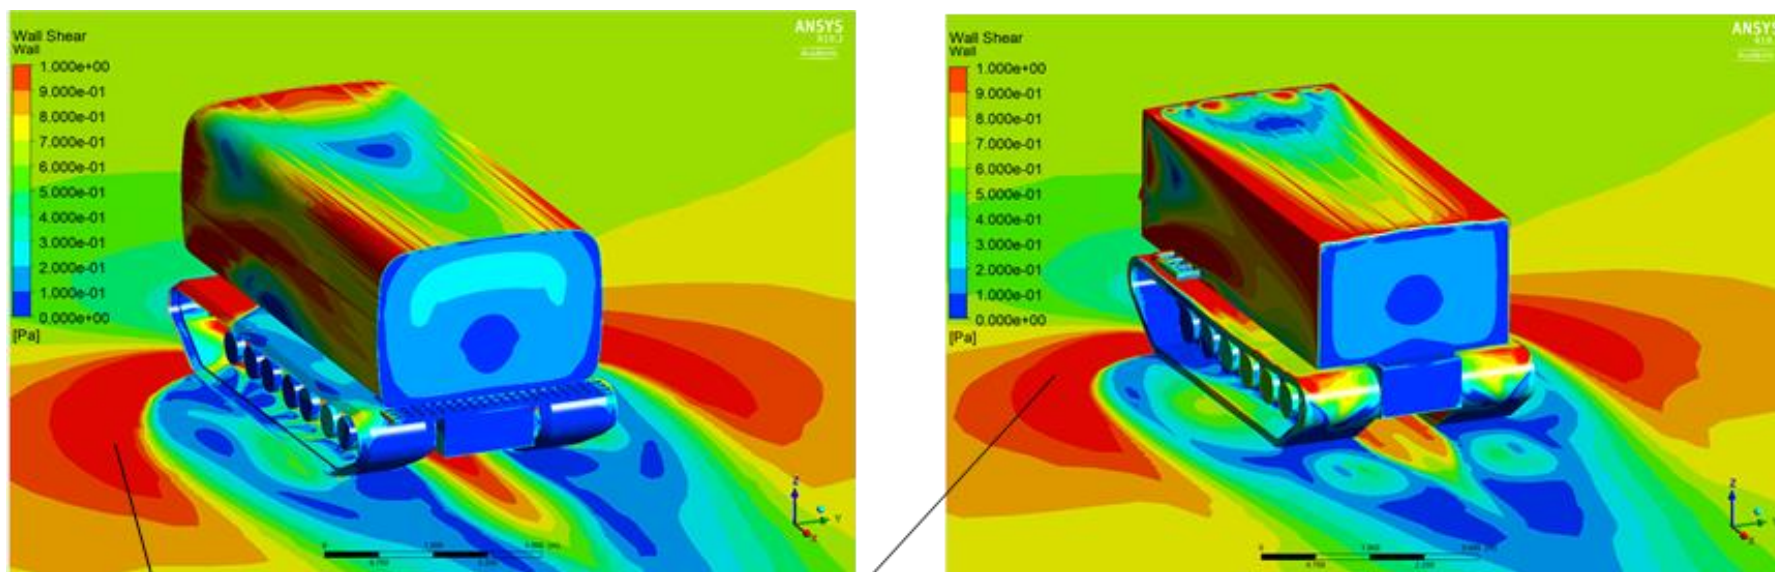 Wall Shear
Wall
1.000e+00
9.000e-01
8.000e-01
7.000e-01
6.000e-01
5.000e-01
4.000e-01
3.000e-01
2.000e-01
1.000e-01
0.000e+00
[Pa]
ANSYS
Z
Y
X
0
Wall Shear
Wall
1.000e+00
9.000e-01
8.000e-01
7.000e-01
6.000e-01
5.000e-01
4.000e-01
3.000e-01
2.000e-01
1.000e-01
0.000e+00
[Pa]
ANSYS
Z
X
0